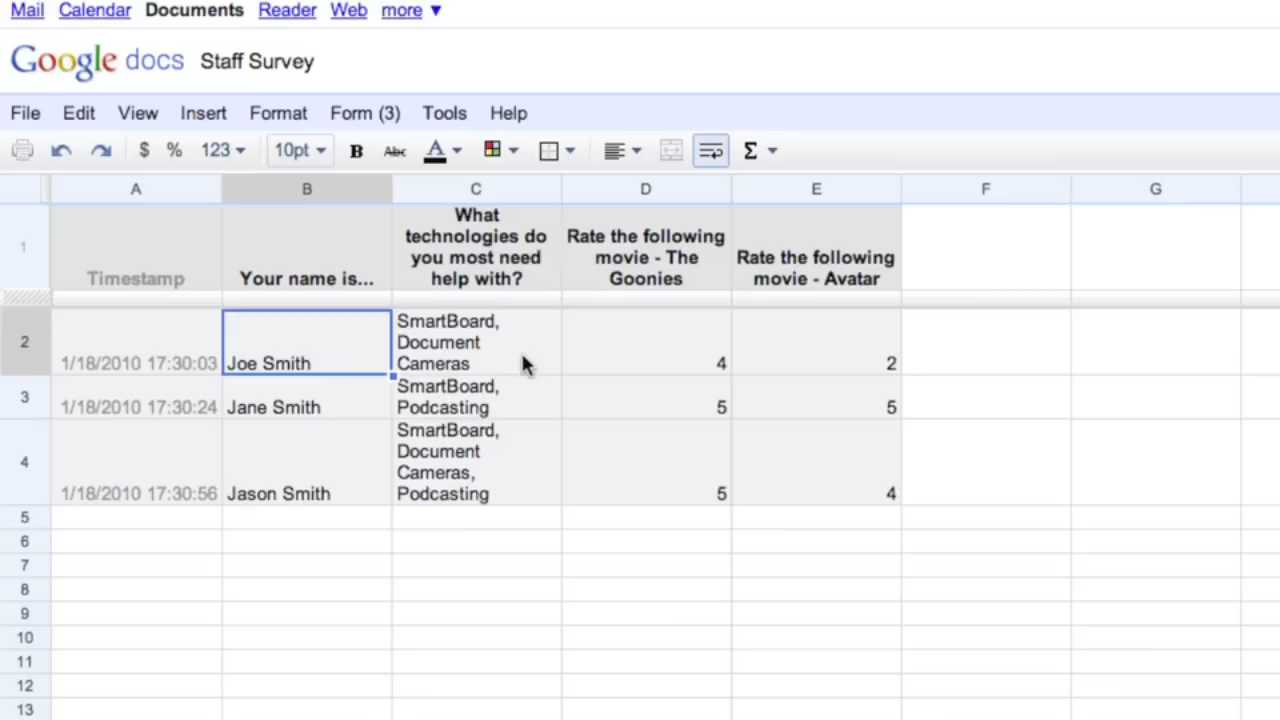 Mail Calendar Documents Reader Web more ▼
Google docs Staff Survey
File Edit View Insert Format Form (3) Tools Help
$ % 123 10pt B Abc A Σ
A B C D E F G
1 Timestamp Your name is... What
technologies do
you most need
help with? Rate the following
movie - The
Goonies Rate the following
movie - Avatar
2 1/18/2010 17:30:03 Joe Smith SmartBoard,
Document
Cameras 4 2
3 1/18/2010 17:30:24 Jane Smith SmartBoard,
Podcasting 5 5
4 1/18/2010 17:30:56 Jason Smith SmartBoard,
Document
Cameras,
Podcasting 5 4
5
6
7
8
9
10
11
12
13